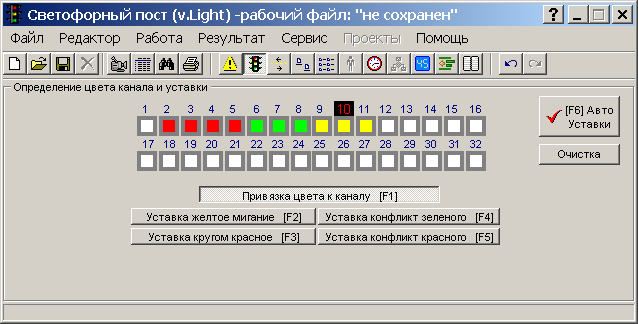 Светофорный пост (v.Light) -рабочий файл: "не сохранен"
Файл Редактор Работа Результат Сервис Проекты Помощь
45
Определение цвета канала и уставки
1 2 3 4 5 6 7 8 9 10 11 12 13 14 15 16
17 18 19 20 21 22 23 24 25 26 27 28 29 30 31 32
[F6] Авто
Уставки
Очистка
Привязка цвета к каналу [F1]
Уставка желтое мигание [F2] Уставка конфликт зеленого [F4]
Уставка кругом красное [F3] Уставка конфликт красного [F5]